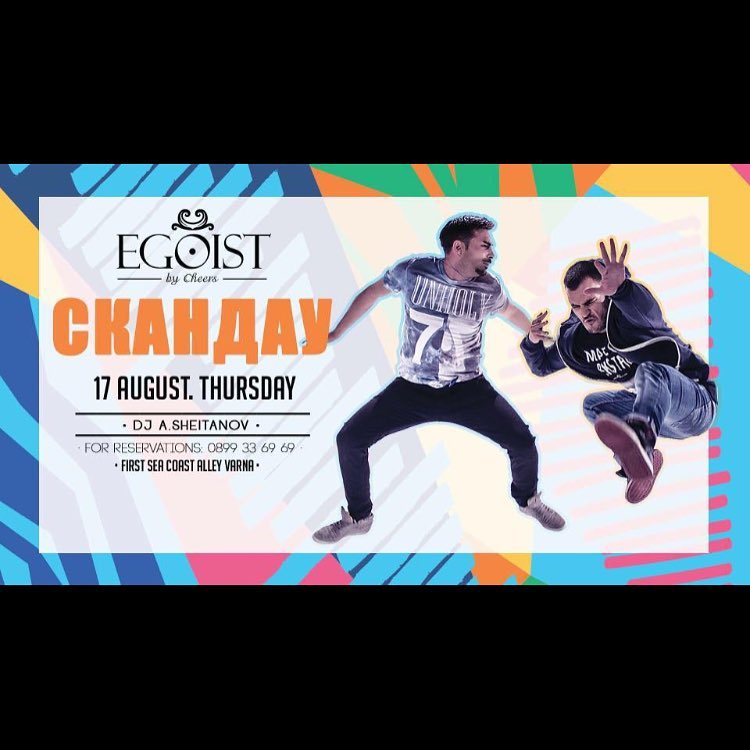 EGOIST
by Cheers
СКАНДАУ
17 AUGUST. THURSDAY
• DJ A.SHEITANOV •
• FOR RESERVATIONS: 0899 33 69 69 •
• FIRST SEA COAST ALLEY VARNA •
UNHOLY
7